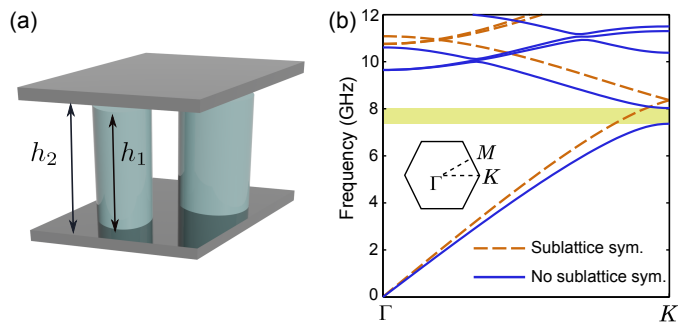 (a)
h2
h1
(b)
12
10
8
6
4
2
0
Frequency (GHz)
M
Γ
K
Sublattice sym.
No sublattice sym.
Γ
K